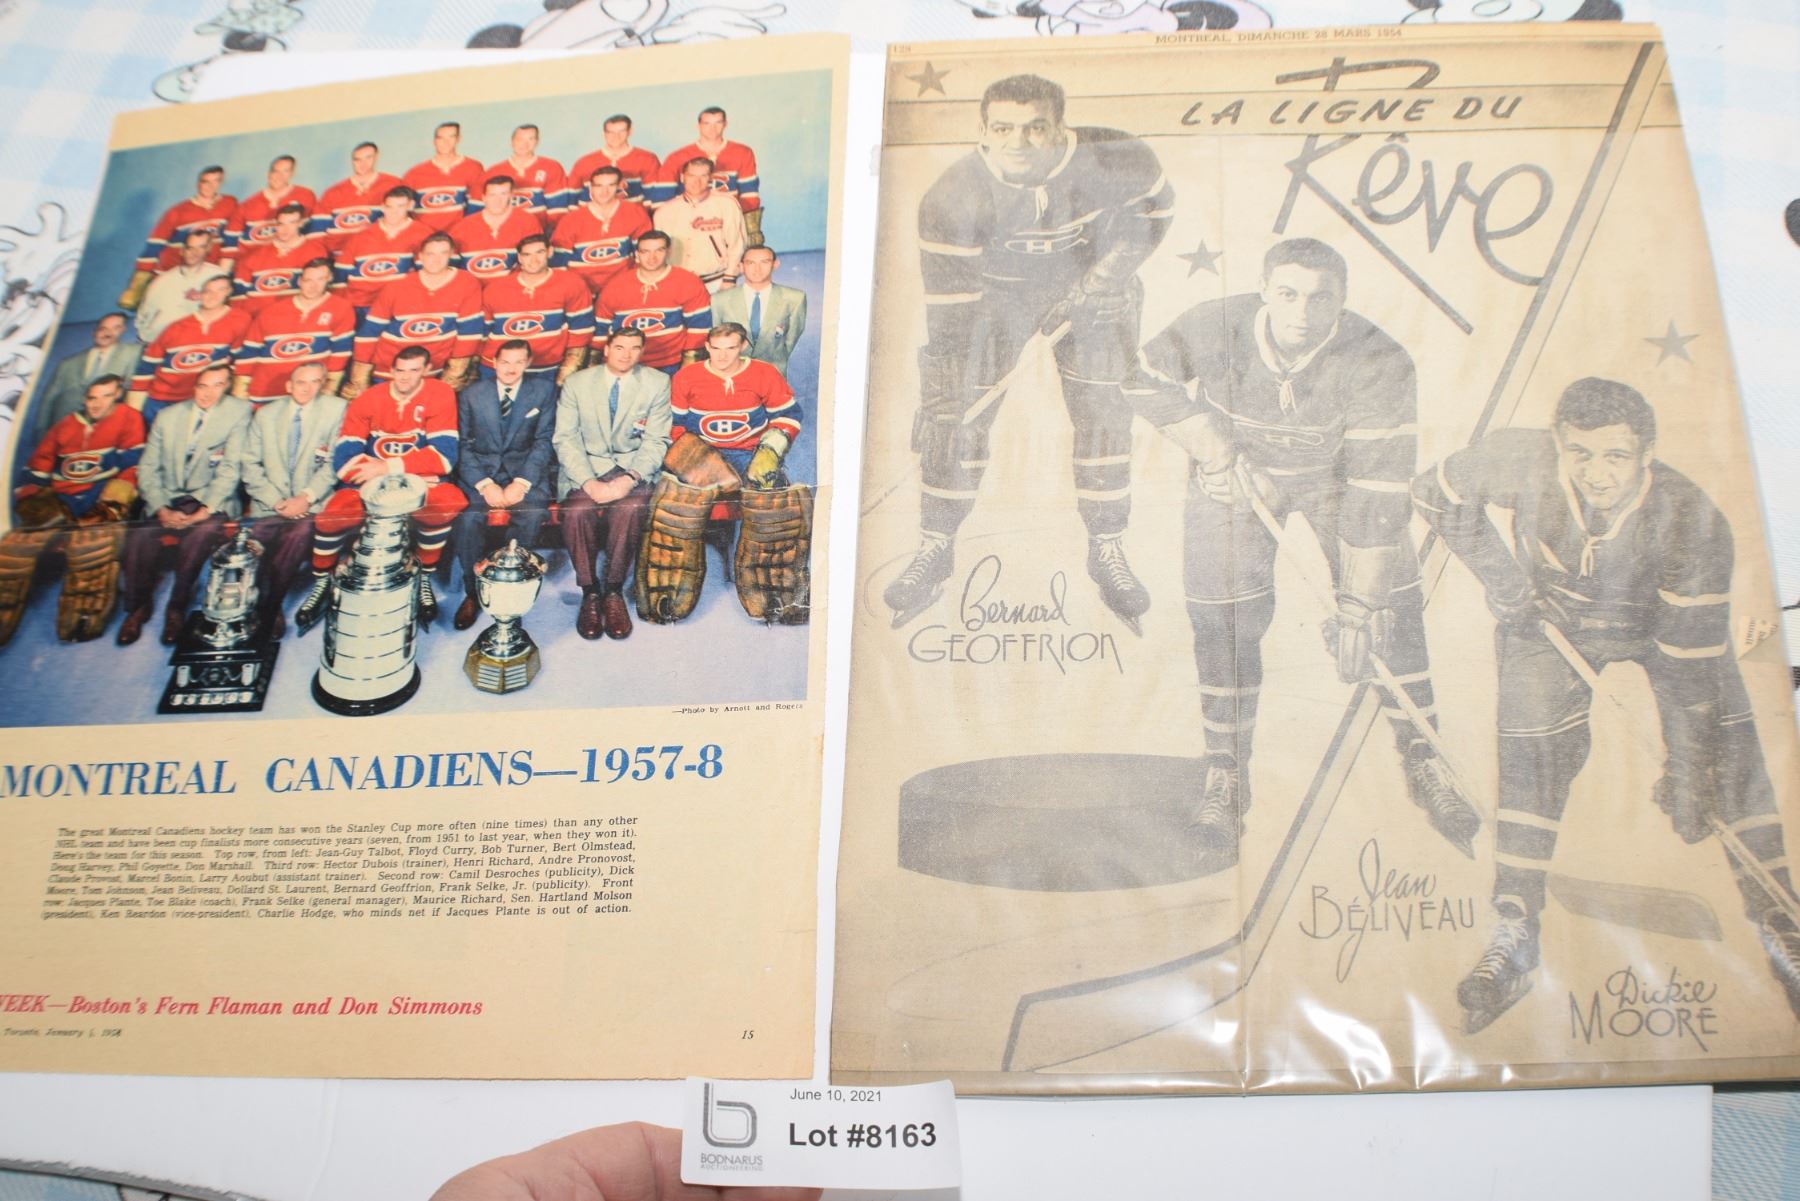 —Photo by Arnott and Rogers
MONTREAL CANADIENS—1957-8
The great Montreal Canadiens hockey team has won the Stanley Cup more often (nine times) than any other
NHL team and have been cup finalists more consecutive years (seven, from 1951 to last year, when they won it).
Here's the team for this season. Top row, from left: Jean-Guy Talbot, Floyd Curry, Bob Turner, Bert Olmstead,
Doug Harvey, Phil Goyette, Don Marshall. Third row: Hector Dubois (trainer), Henri Richard, Andre Pronovost,
Claude Provost, Marcel Bonin, Larry Aoubut (assistant trainer). Second row: Camil Desroches (publicity), Dick
Moore, Tom Johnson, Jean Beliveau, Dollard St. Laurent, Bernard Geoffrion, Frank Selke, Jr. (publicity). Front
row: Jacques Plante, Toe Blake (coach), Frank Selke (general manager), Maurice Richard, Sen. Hartland Molson
(president), Ken Reardon (vice-president), Charlie Hodge, who minds net if Jacques Plante is out of action.
WEEK—Boston's Fern Flaman and Don Simmons
Toronto, January 1, 1958
15
129
MONTREAL, DIMANCHE 28 MARS 1954
LA LIGNE DU
Rêve
Bernard
GEOFFRION
Jean
BÉLIVEAU
Dickie
MOORE
June 10, 2021
Lot #8163
BODNARUS
AUCTIONEERING